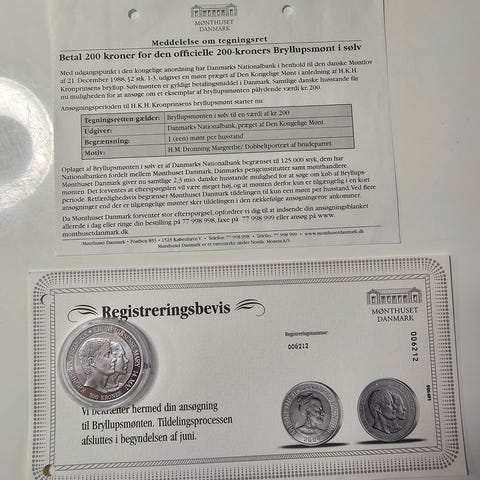 MØNTHUSET
DANMARK
Meddelelse om tegningsret
Betal 200 kroner for den officielle 200-kroners Bryllupsmønt i sølv
Med udgangspunkt i den kongelige anordning har Danmarks Nationalbank i henhold til den danske Møntlov
af 21. December 1988, §2 stk. 1-3, udgivet en mønt præget af Den Kongelige Mønt i anledning af H.K.H.
Kronprinsens bryllup. Sølvmønten er gyldigt betalingsmiddel i Danmark. Samtlige danske husstande får
nu muligheden for at ansøge om et eksemplar af bryllupsmønten pålydende værdi kr. 200.
Ansøgningsperioden til H.K.H. Kronprinsens Bryllupsmønt starter nu:
Tegningsretten gælder: Bryllupsmønten i sølv til en værdi af kr. 200
Udgiver: Danmarks Nationalbank, præget af Den Kongelige Mønt
Begrænsning: 1 (een) mønt per husstand
Motiv: H.M Dronning Margrethe/ Dobbeltportræt af brudeparret
Oplaget af Bryllupsmønten i sølv er af Danmarks Nationalbank begrænset til 125.000 styk, dem har
Nationalbanken fordelt mellem Mønthuset Danmark, Danmarks pengeinstitutter samt mønthandlere.
Mønthuset Danmark giver nu samtlige 2,3 mio. danske husstande mulighed for at søge om køb af Bryllups-
mønten. Det forventes at efterspørgslen vil være meget høj, og at mønten derfor kun er tilgængelig i en kort
periode. Retfærdighedsvis begrænser Mønthuset Danmark tildelingen til kun een mønt per husstand. Ved flere
ansøgninger end der er tilgængelige mønter sker tildelingen i den rækkefølge ansøgningerne ankommer
Da Mønthuset Danmark forventer stor efterspørgsel, opfordrer vi dig til at indsende din ansøgningsblanket
allerede i dag eller ringe din bestilling på 77 998 998, faxe på 77 998 999 eller ansøg på www.
monthusetdanmark.dk.
Mønthuset Danmark • Postbox 853 • 1525 København V • Telefon 77 998 998 • Telefax 77 998 999 • www.monthusetdanmark.dk
Mønthuset Danmark er et varemærke under Nordic Moneta A/S
Registreringsbevis
MØNTHUSET
DANMARK
Registreringsnummer
006212
006212
200 KRONER
2004
Vi bekræfter hermed din ansøgning
til Bryllupsmønten. Tildelingsprocessen
afsluttes i begyndelsen af juni.